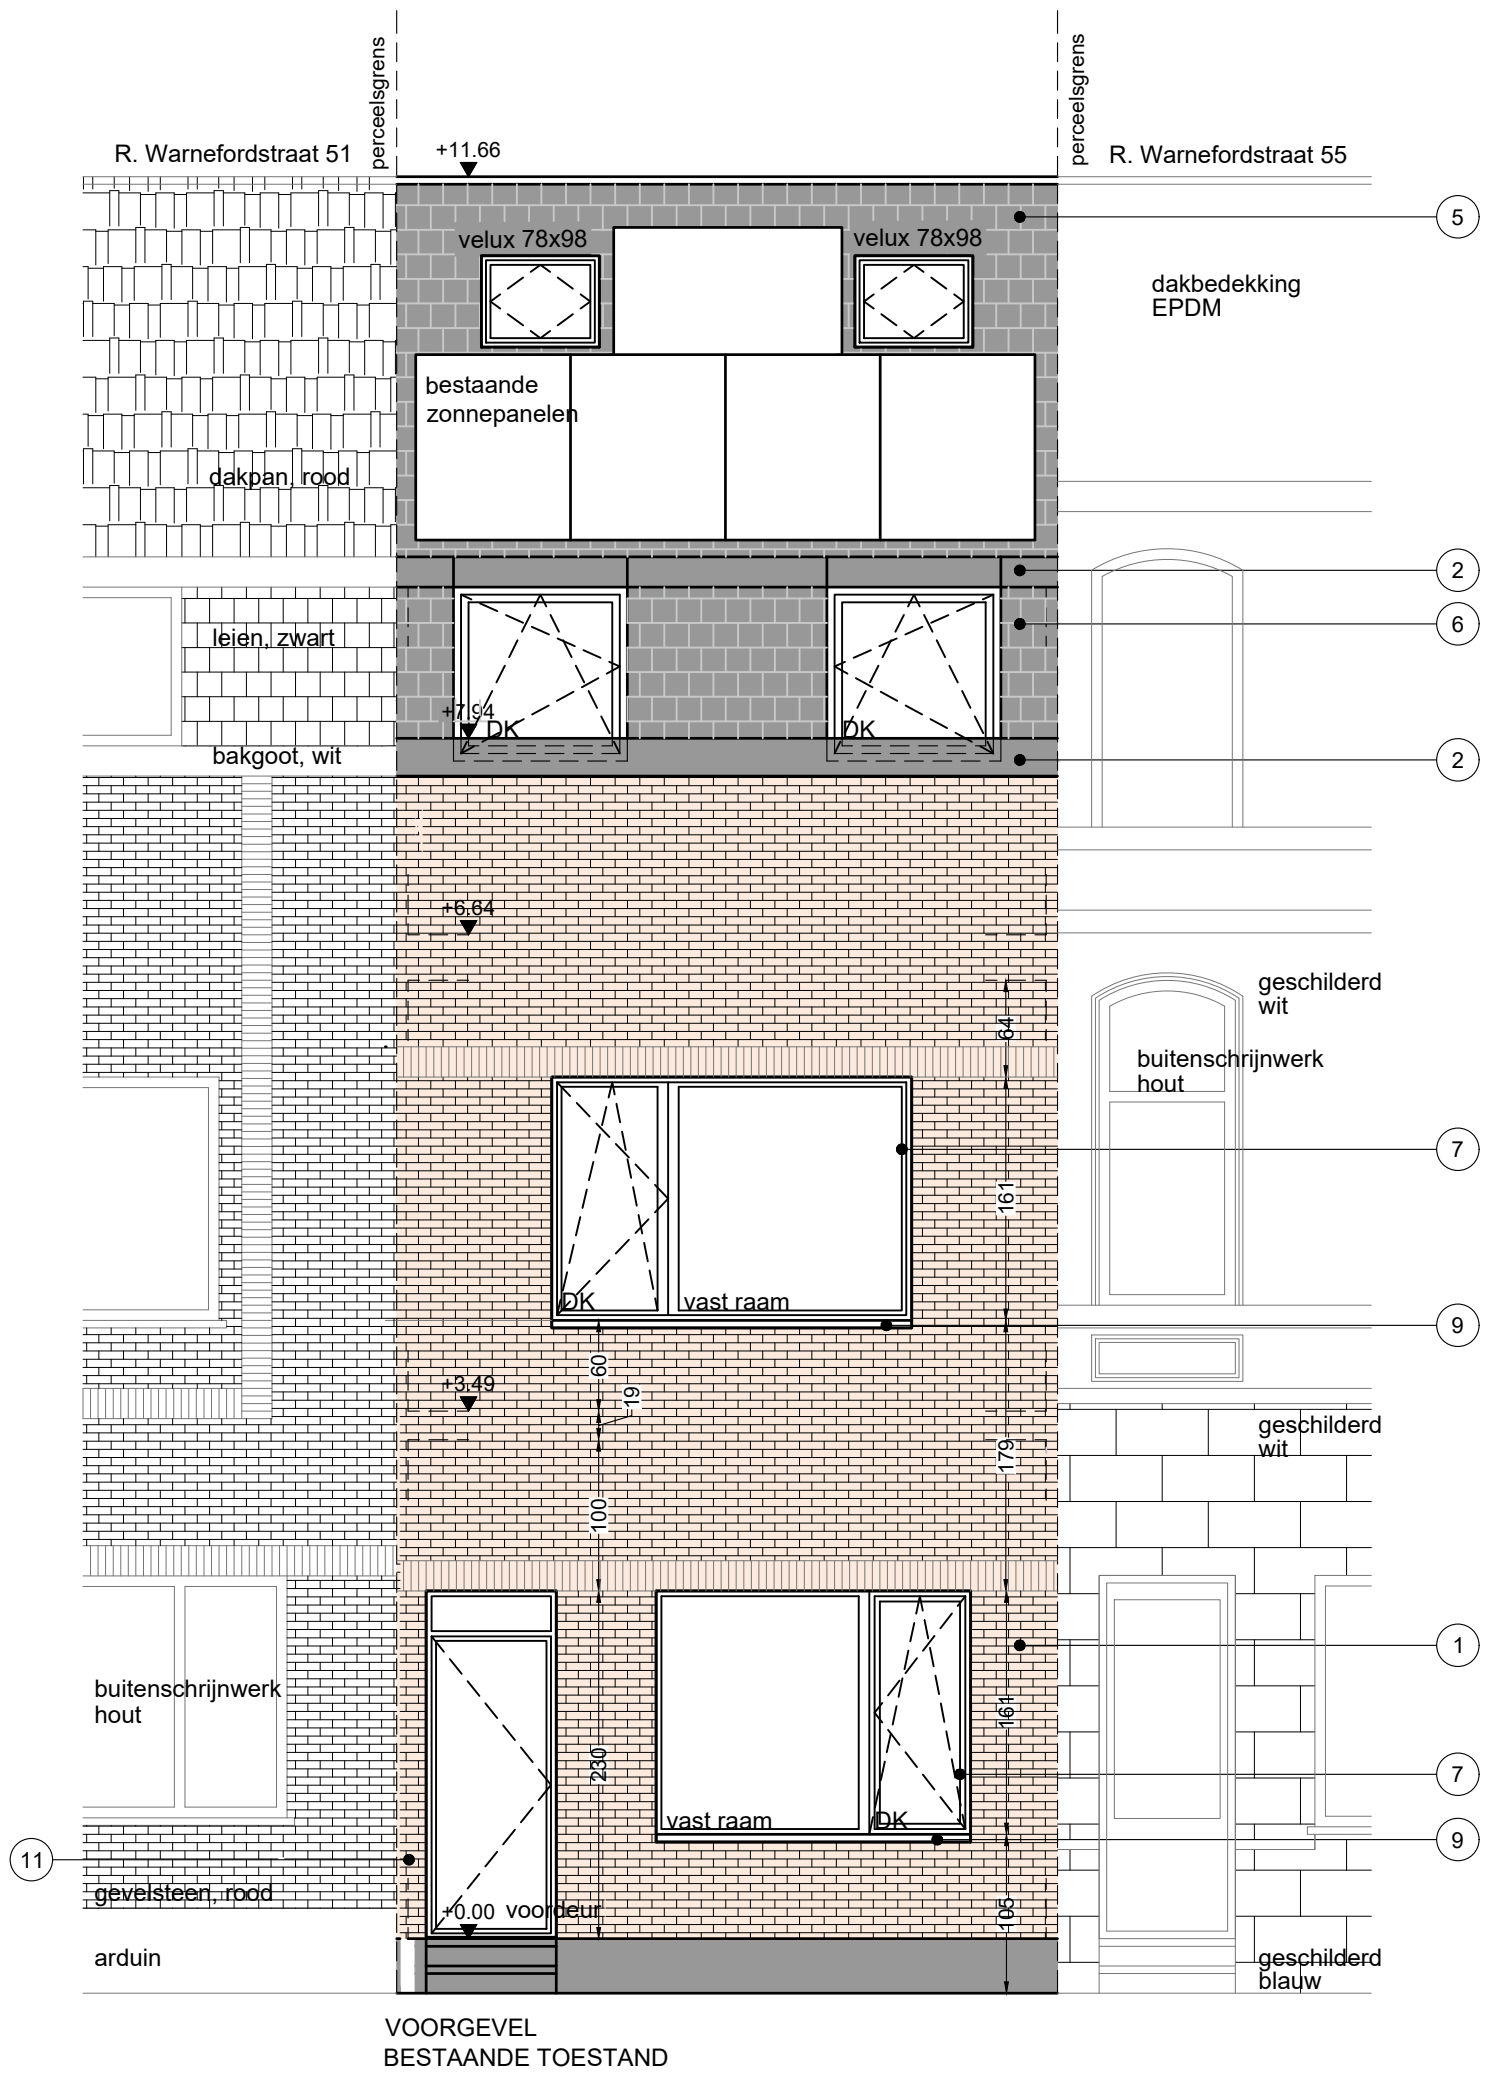 perceelsgrens
perceelsgrens
R. Warnefordstraat 51
+11.66
R. Warnefordstraat 55
5
velux 78x98
velux 78x98
dakbedekking
EPDM
bestaande
zonnepanelen
dakpan, rood
2
leien, zwart
6
+7.94
DK
DK
bakgoot, wit
2
+6.64
geschilderd
wit
64
buitenschrijnwerk
hout
7
161
DK
vast raam
9
60
+3.49
19
geschilderd
wit
179
100
1
buitenschrijnwerk
hout
161
230
7
vast raam
DK
9
11
gevelsteen, rood
+0.00
voordeur
105
arduin
geschilderd
blauw
VOORGEVEL
BESTAANDE TOESTAND